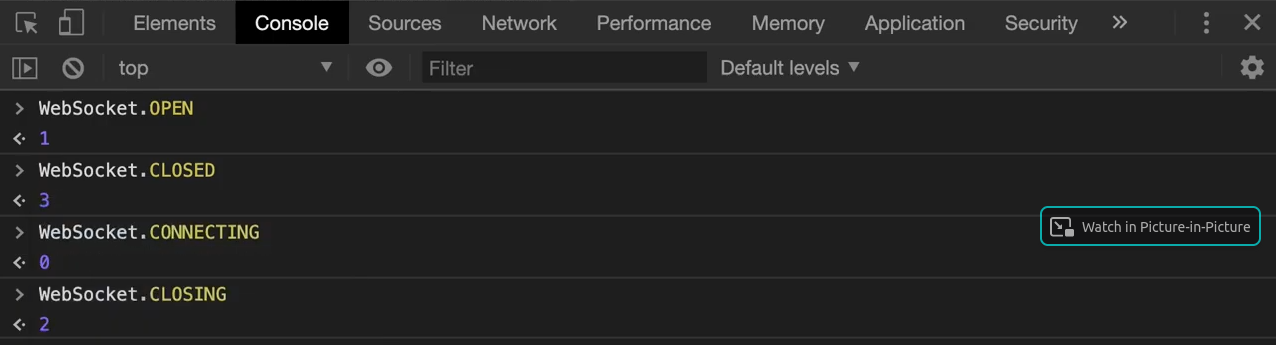 Elements Console Sources Network Performance Memory Application Security »
top ▼ Filter Default levels ▼
> WebSocket.OPEN
<· 1
> WebSocket.CLOSED
<· 3
> WebSocket.CONNECTING
Watch in Picture-in-Picture
<· 0
> WebSocket.CLOSING
<· 2